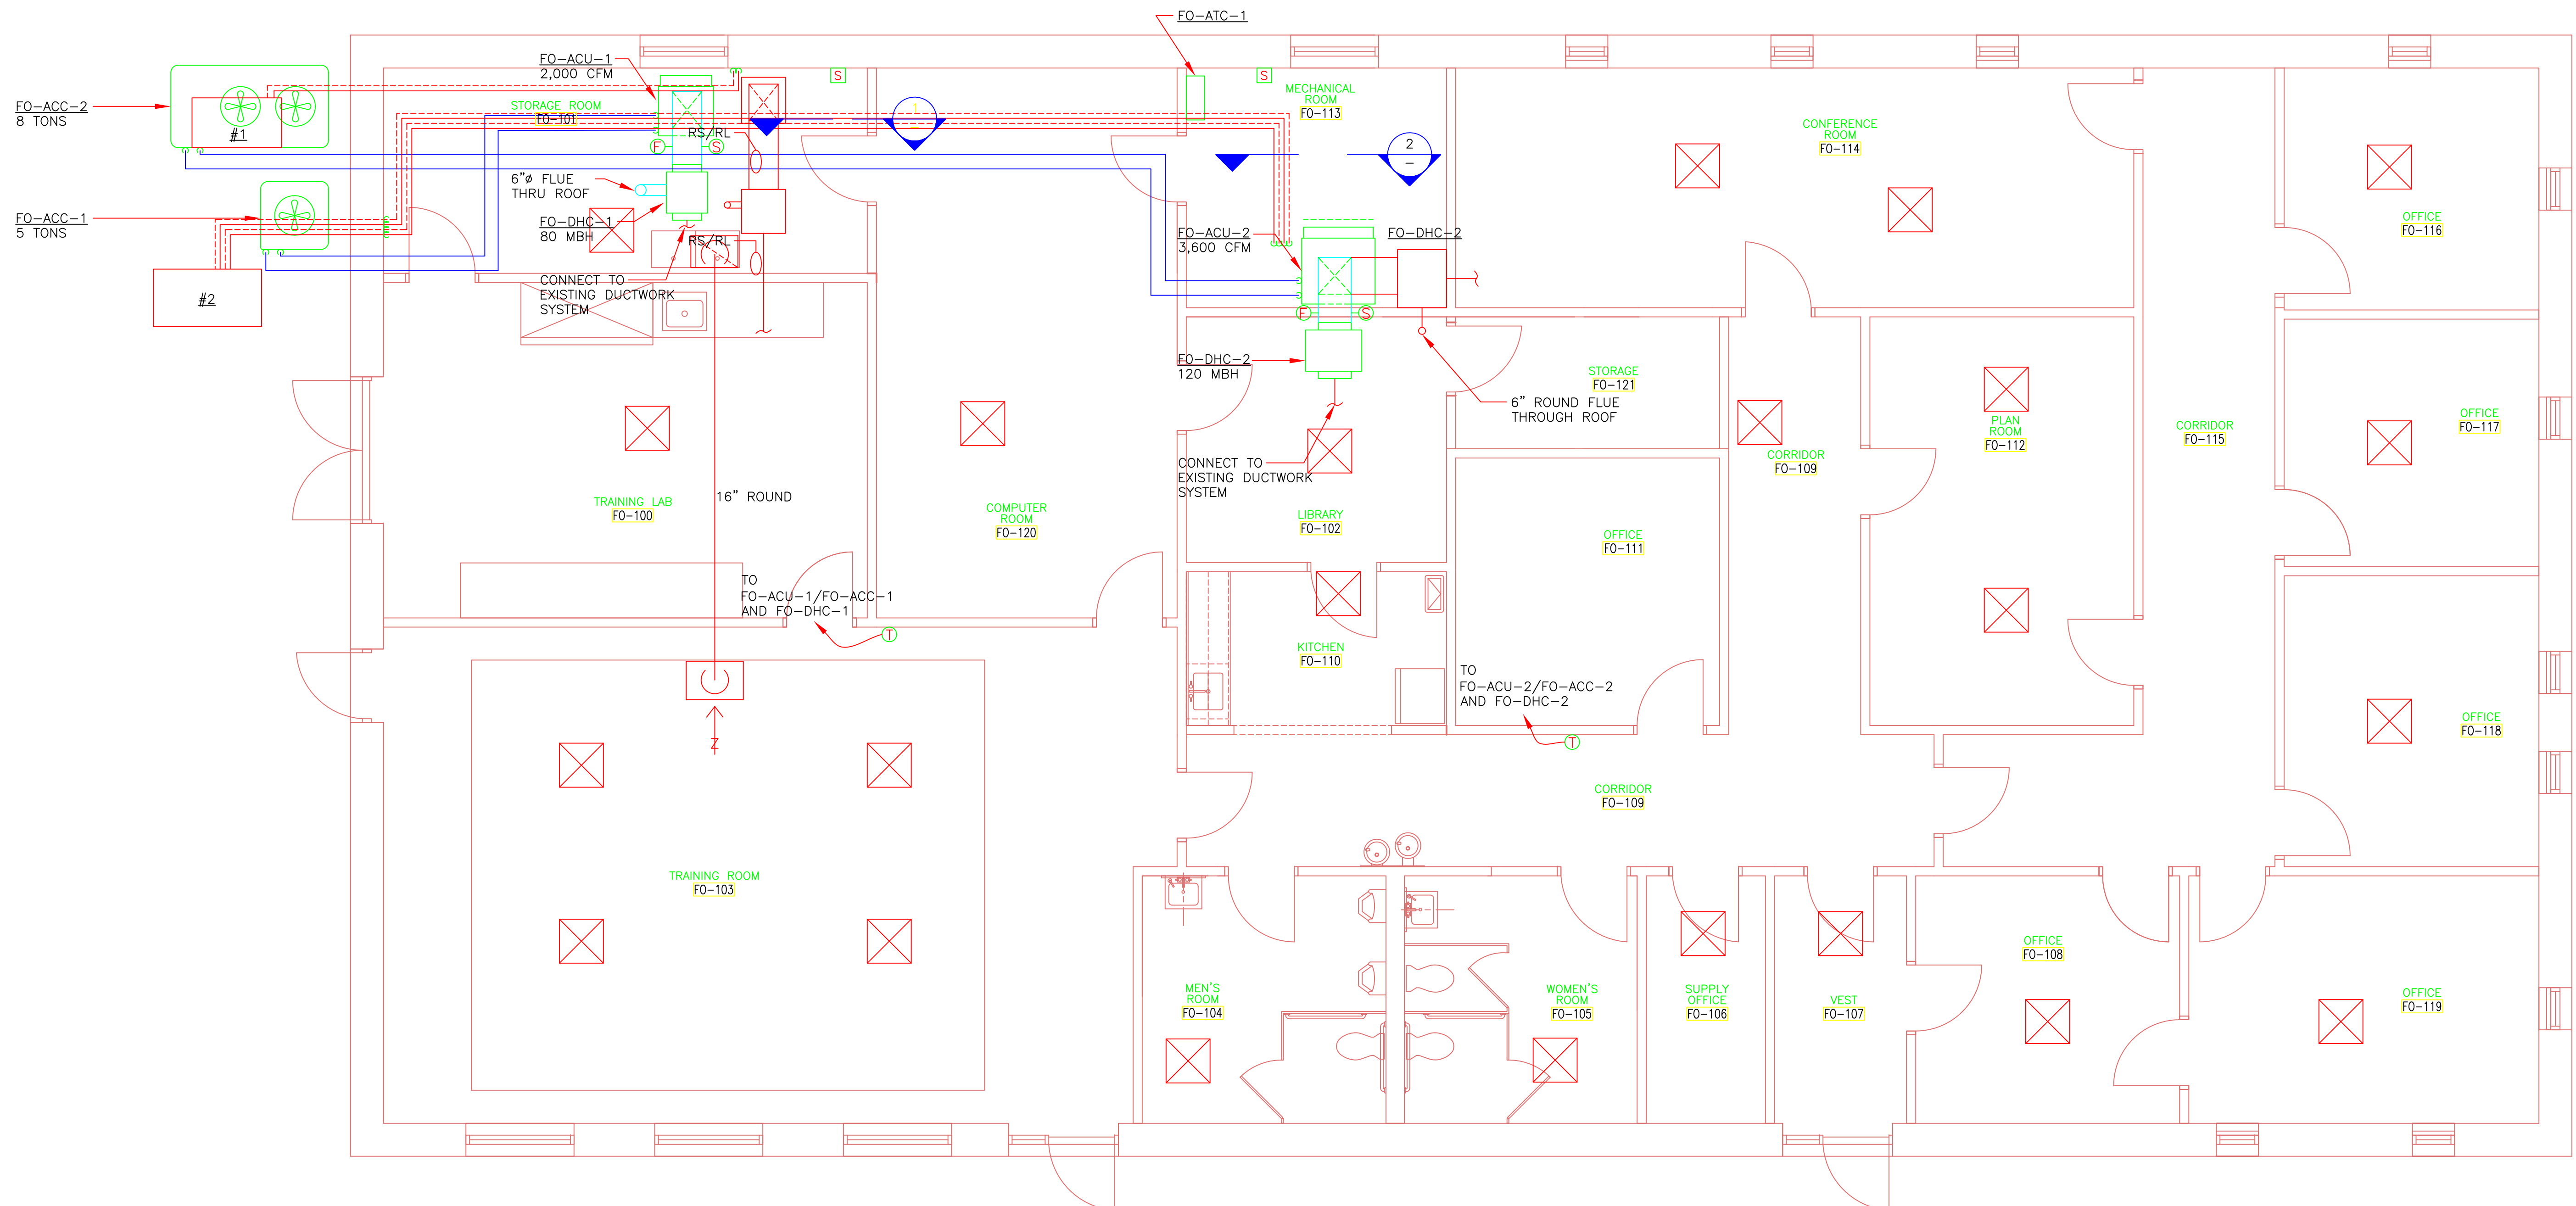 FO-ATC-1
FO-ACU-1
2,000 CFM
S
S
FO-ACC-2
8 TONS
#1
STORAGE ROOM
FO-101
MECHANICAL
ROOM
FO-113
1
RS/RL
F
S
2
-
CONFERENCE
ROOM
FO-114
6"ø FLUE
THRU ROOF
FO-ACC-1
5 TONS
FO-DHC-1
80 MBH
RS/RL
FO-ACU-2
3,600 CFM
FO-DHC-2
OFFICE
FO-116
CONNECT TO
EXISTING DUCTWORK
SYSTEM
#2
F
S
FO-DHC-2
120 MBH
STORAGE
FO-121
6" ROUND FLUE
THROUGH ROOF
PLAN
ROOM
FO-112
CORRIDOR
FO-115
OFFICE
FO-117
CORRIDOR
FO-109
CONNECT TO
EXISTING DUCTWORK
SYSTEM
16" ROUND
TRAINING LAB
FO-100
COMPUTER
ROOM
FO-120
LIBRARY
FO-102
OFFICE
FO-111
TO
FO-ACU-1/FO-ACC-1
AND FO-DHC-1
T
KITCHEN
FO-110
TO
FO-ACU-2/FO-ACC-2
AND FO-DHC-2
T
OFFICE
FO-118
Z
CORRIDOR
FO-109
TRAINING ROOM
FO-103
OFFICE
FO-108
MEN'S
ROOM
FO-104
WOMEN'S
ROOM
FO-105
SUPPLY
OFFICE
FO-106
VEST
FO-107
OFFICE
FO-119